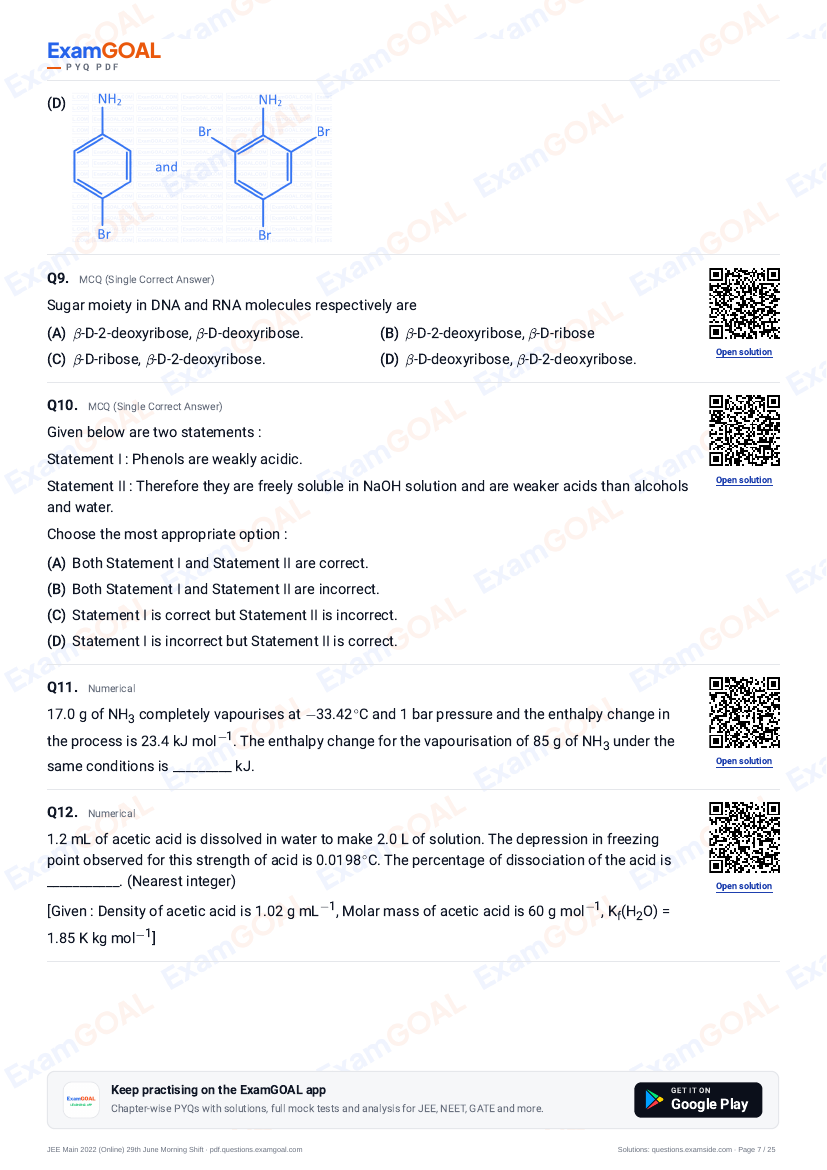 ExamGOAL
PYQ PDF
(D)
NH₂ NH₂
Br Br
and
Br Br
Q9. MCQ (Single Correct Answer)
Sugar moiety in DNA and RNA molecules respectively are
(A) β-D-2-deoxyribose, β-D-deoxyribose. (B) β-D-2-deoxyribose, β-D-ribose
(C) β-D-ribose, β-D-2-deoxyribose. (D) β-D-deoxyribose, β-D-2-deoxyribose.
Open solution
Q10. MCQ (Single Correct Answer)
Given below are two statements :
Statement I : Phenols are weakly acidic.
Statement II : Therefore they are freely soluble in NaOH solution and are weaker acids than alcohols
and water.
Choose the most appropriate option :
(A) Both Statement I and Statement II are correct.
(B) Both Statement I and Statement II are incorrect.
(C) Statement I is correct but Statement II is incorrect.
(D) Statement I is incorrect but Statement II is correct.
Open solution
Q11. Numerical
17.0 g of NH₃ completely vapourises at −33.42°C and 1 bar pressure and the enthalpy change in
the process is 23.4 kJ mol⁻¹. The enthalpy change for the vapourisation of 85 g of NH₃ under the
same conditions is ________ kJ.
Open solution
Q12. Numerical
1.2 mL of acetic acid is dissolved in water to make 2.0 L of solution. The depression in freezing
point observed for this strength of acid is 0.0198°C. The percentage of dissociation of the acid is
__________. (Nearest integer)
[Given : Density of acetic acid is 1.02 g mL⁻¹, Molar mass of acetic acid is 60 g mol⁻¹, K_f(H₂O) =
1.85 K kg mol⁻¹]
Open solution
Keep practising on the ExamGOAL app
Chapter-wise PYQs with solutions, full mock tests and analysis for JEE, NEET, GATE and more.
GET IT ON
Google Play
JEE Main 2022 (Online) 29th June Morning Shift · pdf.questions.examgoal.com
Solutions: questions.examside.com · Page 7 / 25